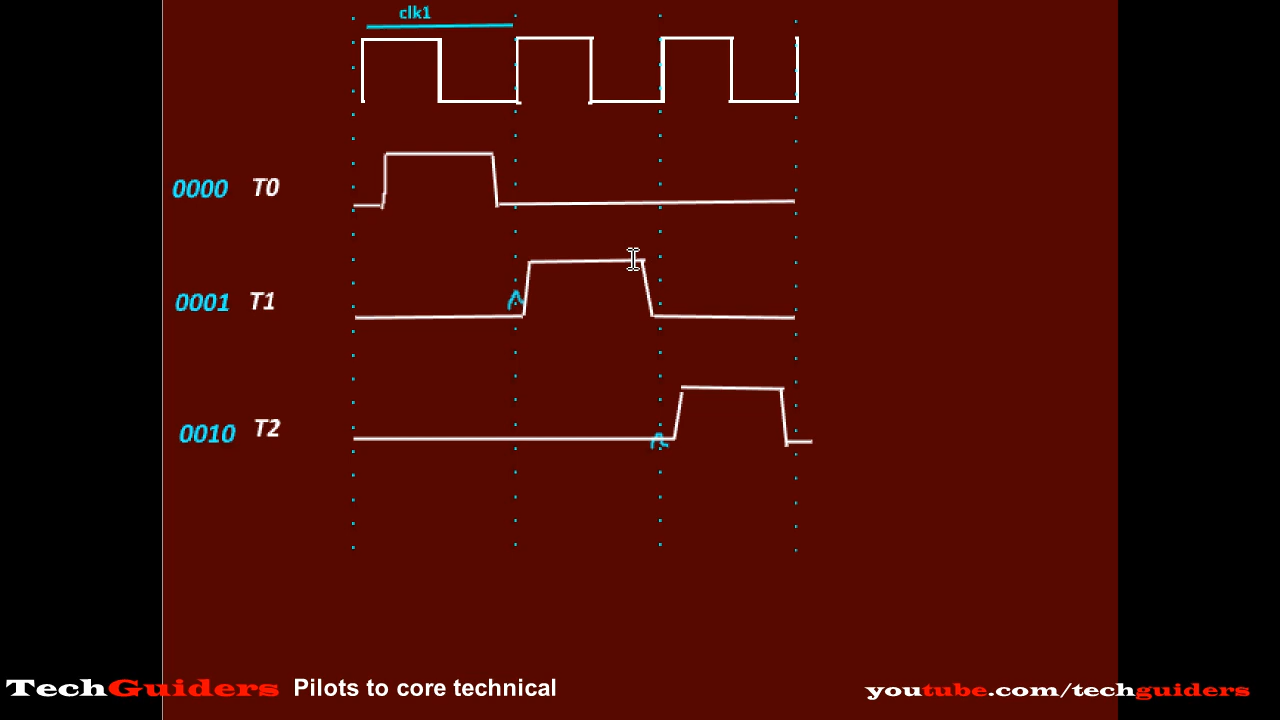 clk1
0000 T0
0001 T1
0010 T2
TechGuiders Pilots to core technical
youtube.com/techguiders